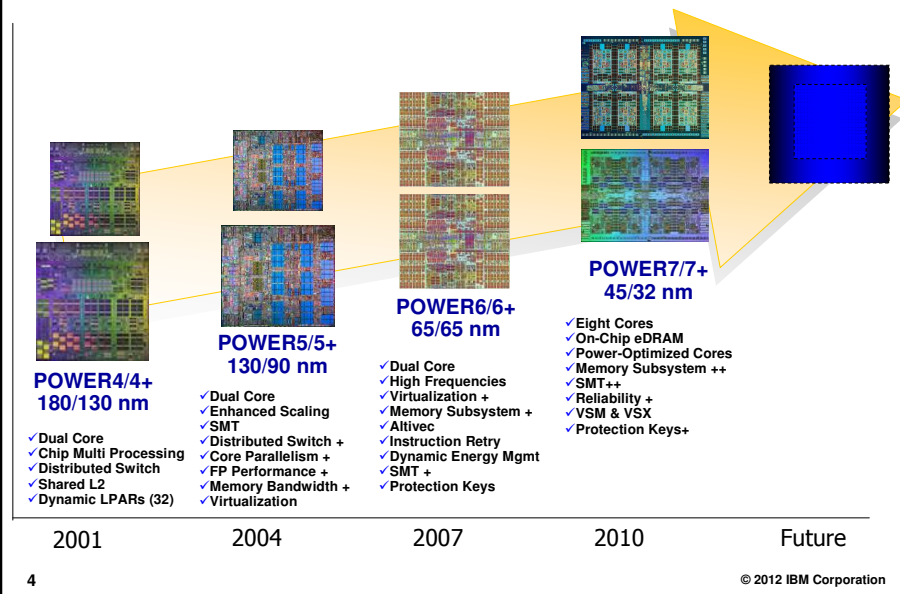 POWER4/4+
180/130 nm
✓Dual Core
✓Chip Multi Processing
✓Distributed Switch
✓Shared L2
✓Dynamic LPARs (32)
POWER5/5+
130/90 nm
✓Dual Core
✓Enhanced Scaling
✓SMT
✓Distributed Switch +
✓Core Parallelism +
✓FP Performance +
✓Memory Bandwidth +
✓Virtualization
POWER6/6+
65/65 nm
✓Dual Core
✓High Frequencies
✓Virtualization +
✓Memory Subsystem +
✓Altivec
✓Instruction Retry
✓Dynamic Energy Mgmt
✓SMT +
✓Protection Keys
POWER7/7+
45/32 nm
✓Eight Cores
✓On-Chip eDRAM
✓Power-Optimized Cores
✓Memory Subsystem ++
✓SMT++
✓Reliability +
✓VSM & VSX
✓Protection Keys+
2001
2004
2007
2010
Future
4
© 2012 IBM Corporation